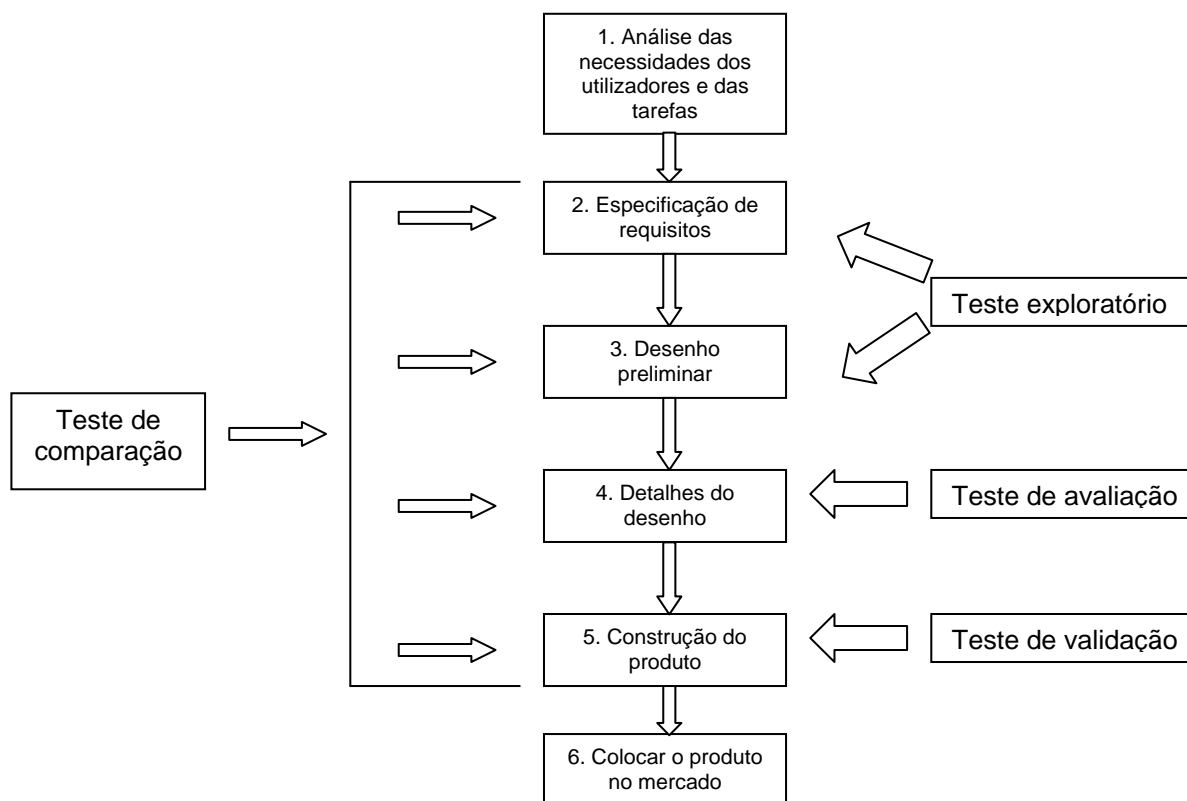 1. Análise das
necessidades dos
utilizadores e das
tarefas
2. Especificação de
requisitos
Teste exploratório
3. Desenho
preliminar
Teste de
comparação
4. Detalhes do
desenho
Teste de avaliação
5. Construção do
produto
Teste de validação
6. Colocar o produto
no mercado